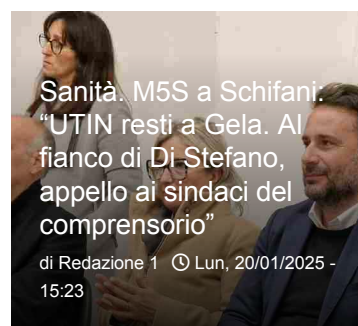 Sanità. M5S a Schifani:
“UTIN resti a Gela. Al
fianco di Di Stefano,
appello ai sindaci del
comprensorio”
di Redazione 1 Lun, 20/01/2025 -
15:23